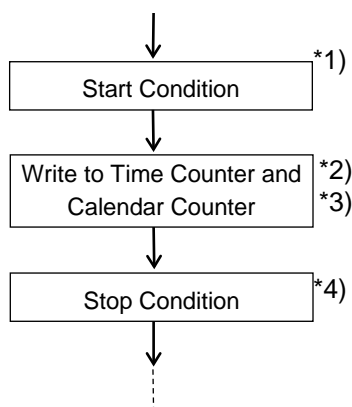 *1)
Start Condition
Write to Time Counter and *2)
Calendar Counter *3)
*4)
Stop Condition